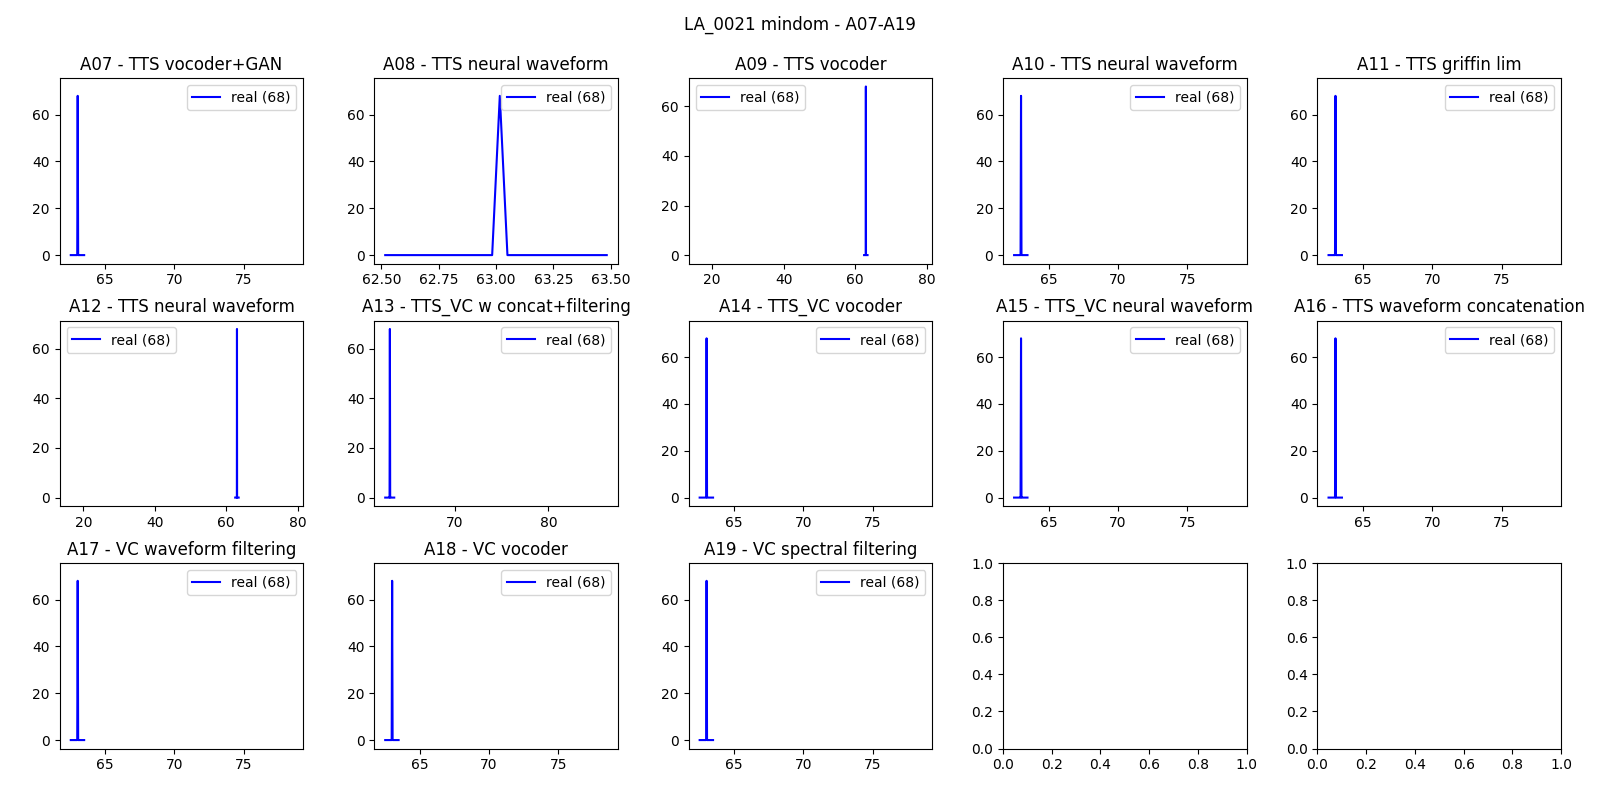 LA_0021 mindom - A07-A19
A07 - TTS vocoder+GAN
real (68)
60
40
20
0
65 70 75
A08 - TTS neural waveform
real (68)
60
40
20
0
62.50 62.75 63.00 63.25 63.50
A09 - TTS vocoder
real (68)
60
40
20
0
20 40 60 80
A10 - TTS neural waveform
real (68)
60
40
20
0
65 70 75
A11 - TTS griffin lim
real (68)
60
40
20
0
65 70 75
A12 - TTS neural waveform
real (68)
60
40
20
0
20 40 60 80
A13 - TTS_VC w concat+filtering
real (68)
60
40
20
0
70 80
A14 - TTS_VC vocoder
real (68)
60
40
20
0
65 70 75
A15 - TTS_VC neural waveform
real (68)
60
40
20
0
65 70 75
A16 - TTS waveform concatenation
real (68)
60
40
20
0
65 70 75
A17 - VC waveform filtering
real (68)
60
40
20
0
65 70 75
A18 - VC vocoder
real (68)
60
40
20
0
65 70 75
A19 - VC spectral filtering
real (68)
60
40
20
0
65 70 75
1.0
0.8
0.6
0.4
0.2
0.0
0.0 0.2 0.4 0.6 0.8 1.0
1.0
0.8
0.6
0.4
0.2
0.0
0.0 0.2 0.4 0.6 0.8 1.0